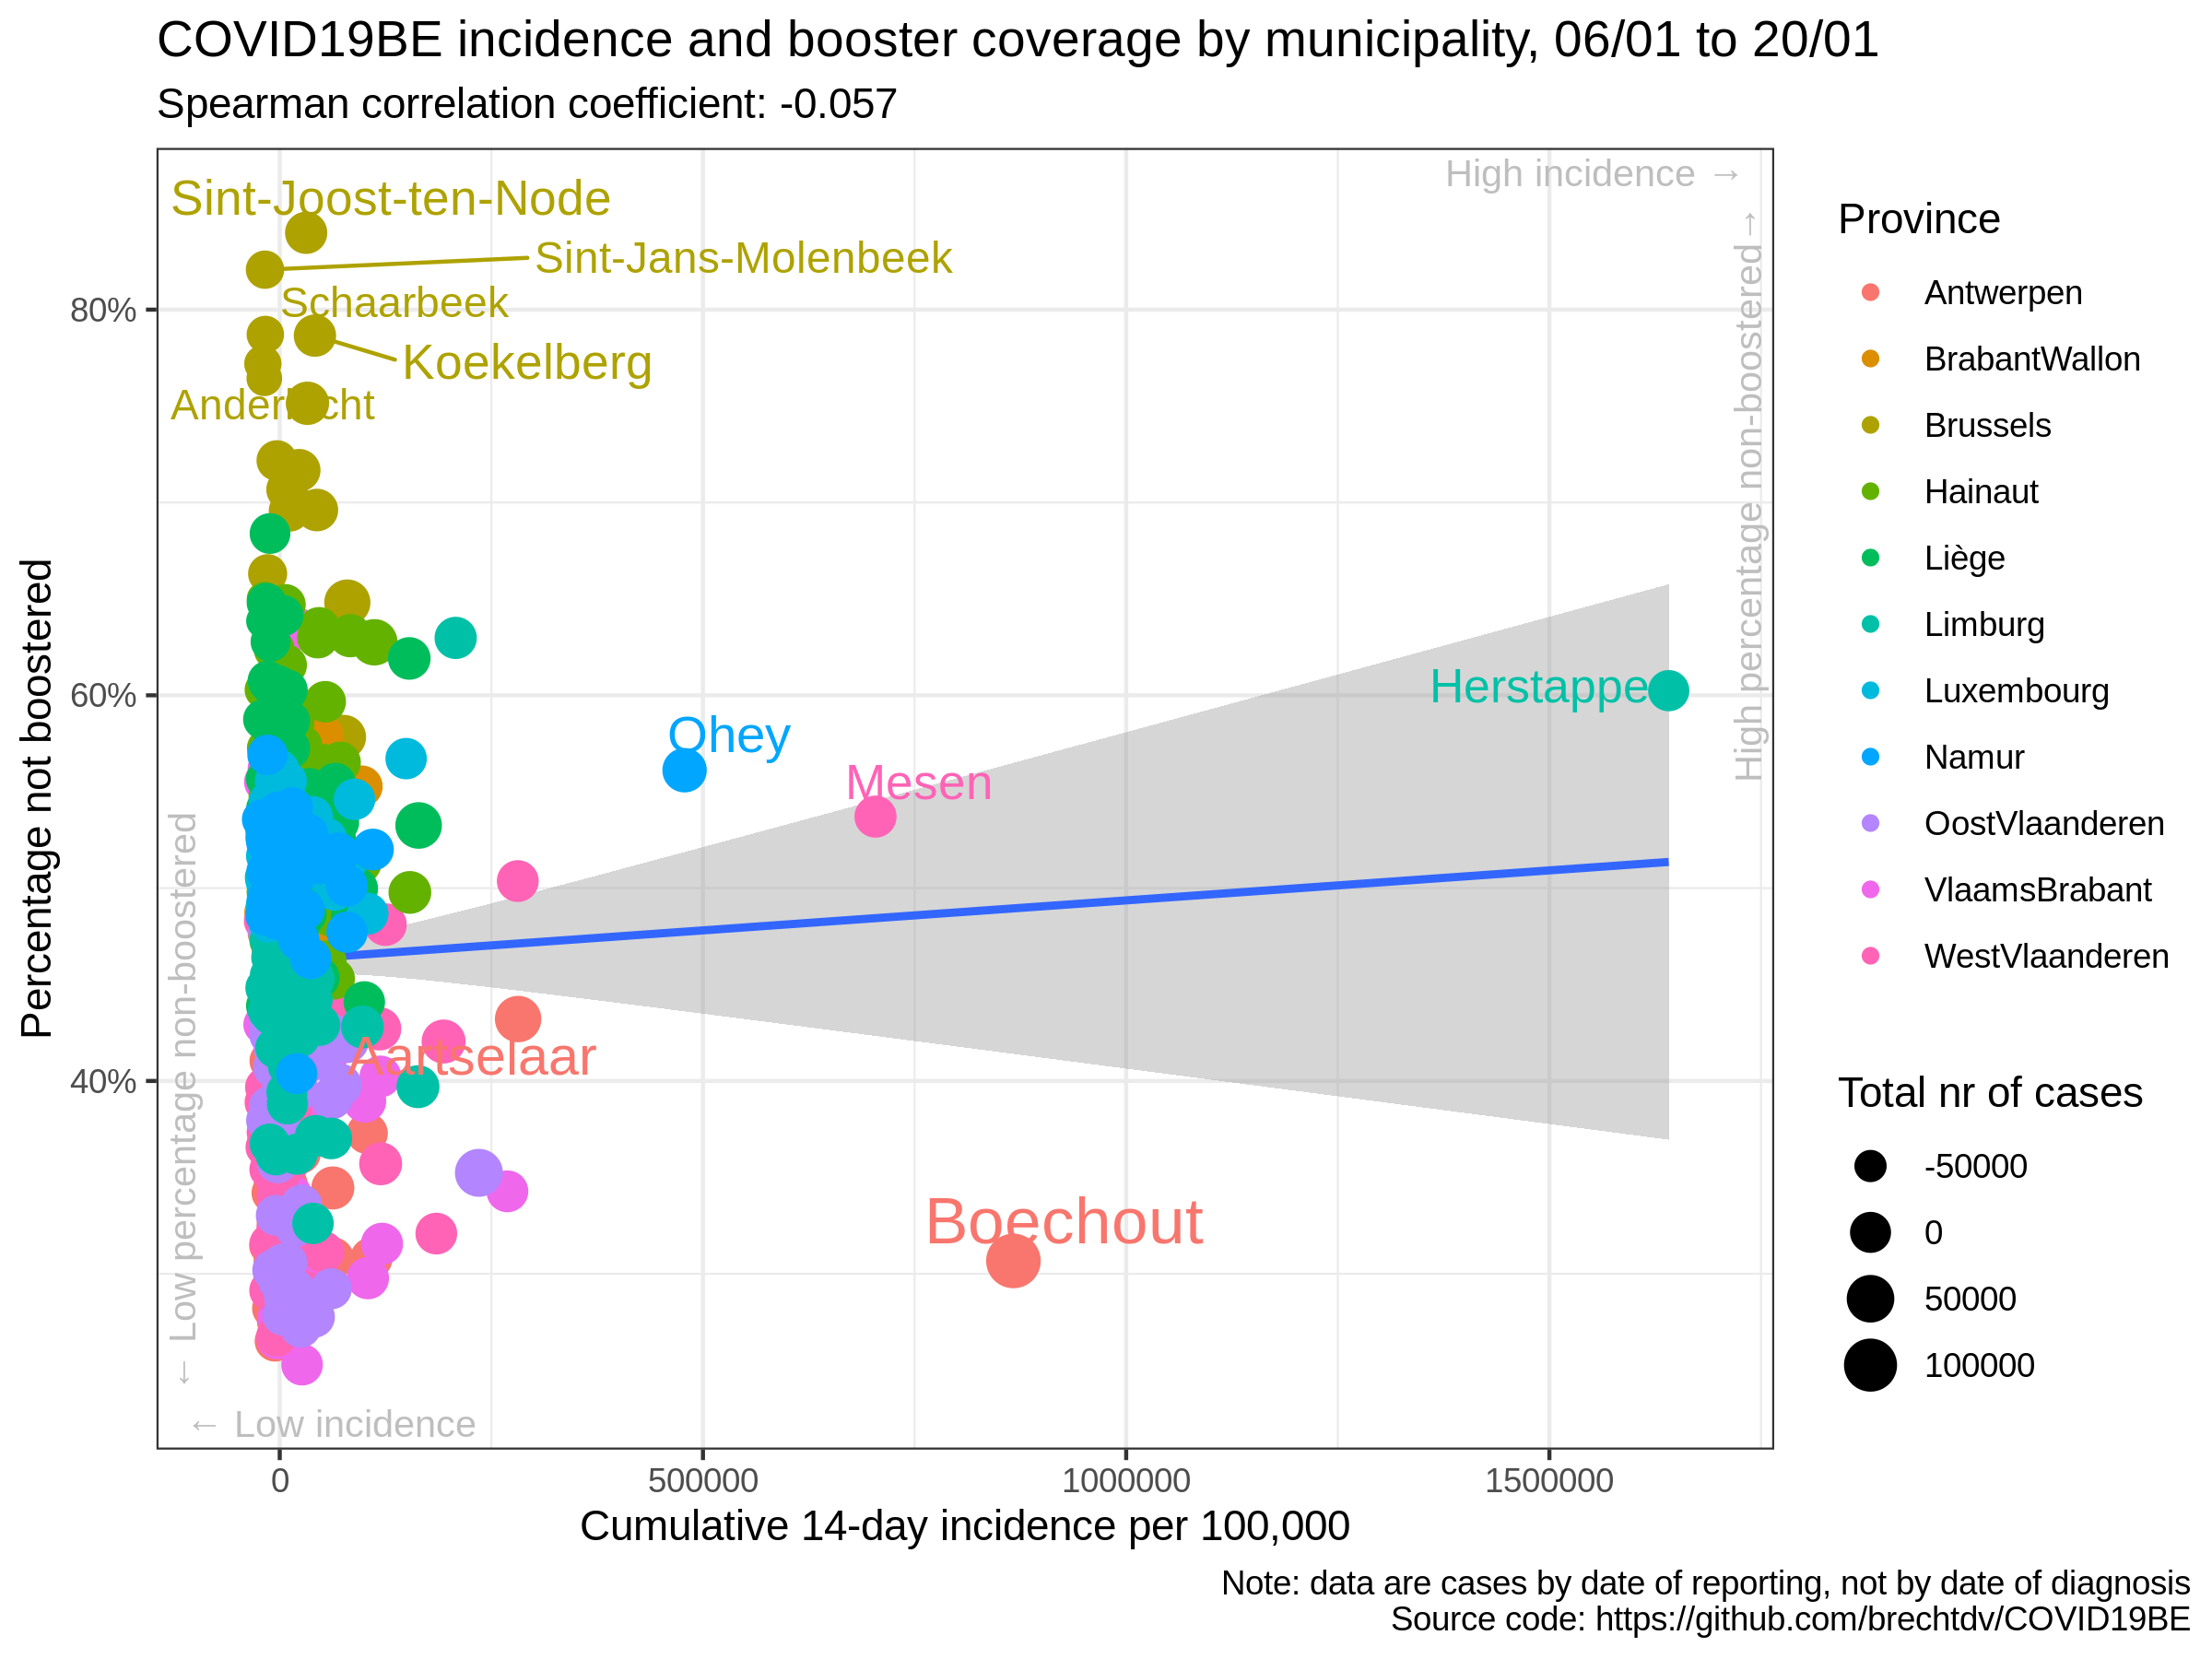 COVID19BE incidence and booster coverage by municipality, 06/01 to 20/01
Spearman correlation coefficient: -0.057
High incidence →
High percentage non-boostered →
Sint-Joost-ten-Node
Sint-Jans-Molenbeek
Schaarbeek
Koekelberg
Anderlecht
Ohey
Mesen
Herstappe
Aartselaar
Boechout
← Low percentage non-boostered
← Low incidence
Percentage not boostered
80%
60%
40%
0
500000
1000000
1500000
Cumulative 14-day incidence per 100,000
Province
Antwerpen
BrabantWallon
Brussels
Hainaut
Liège
Limburg
Luxembourg
Namur
OostVlaanderen
VlaamsBrabant
WestVlaanderen
Total nr of cases
-50000
0
50000
100000
Note: data are cases by date of reporting, not by date of diagnosis
Source code: https://github.com/brechtdv/COVID19BE